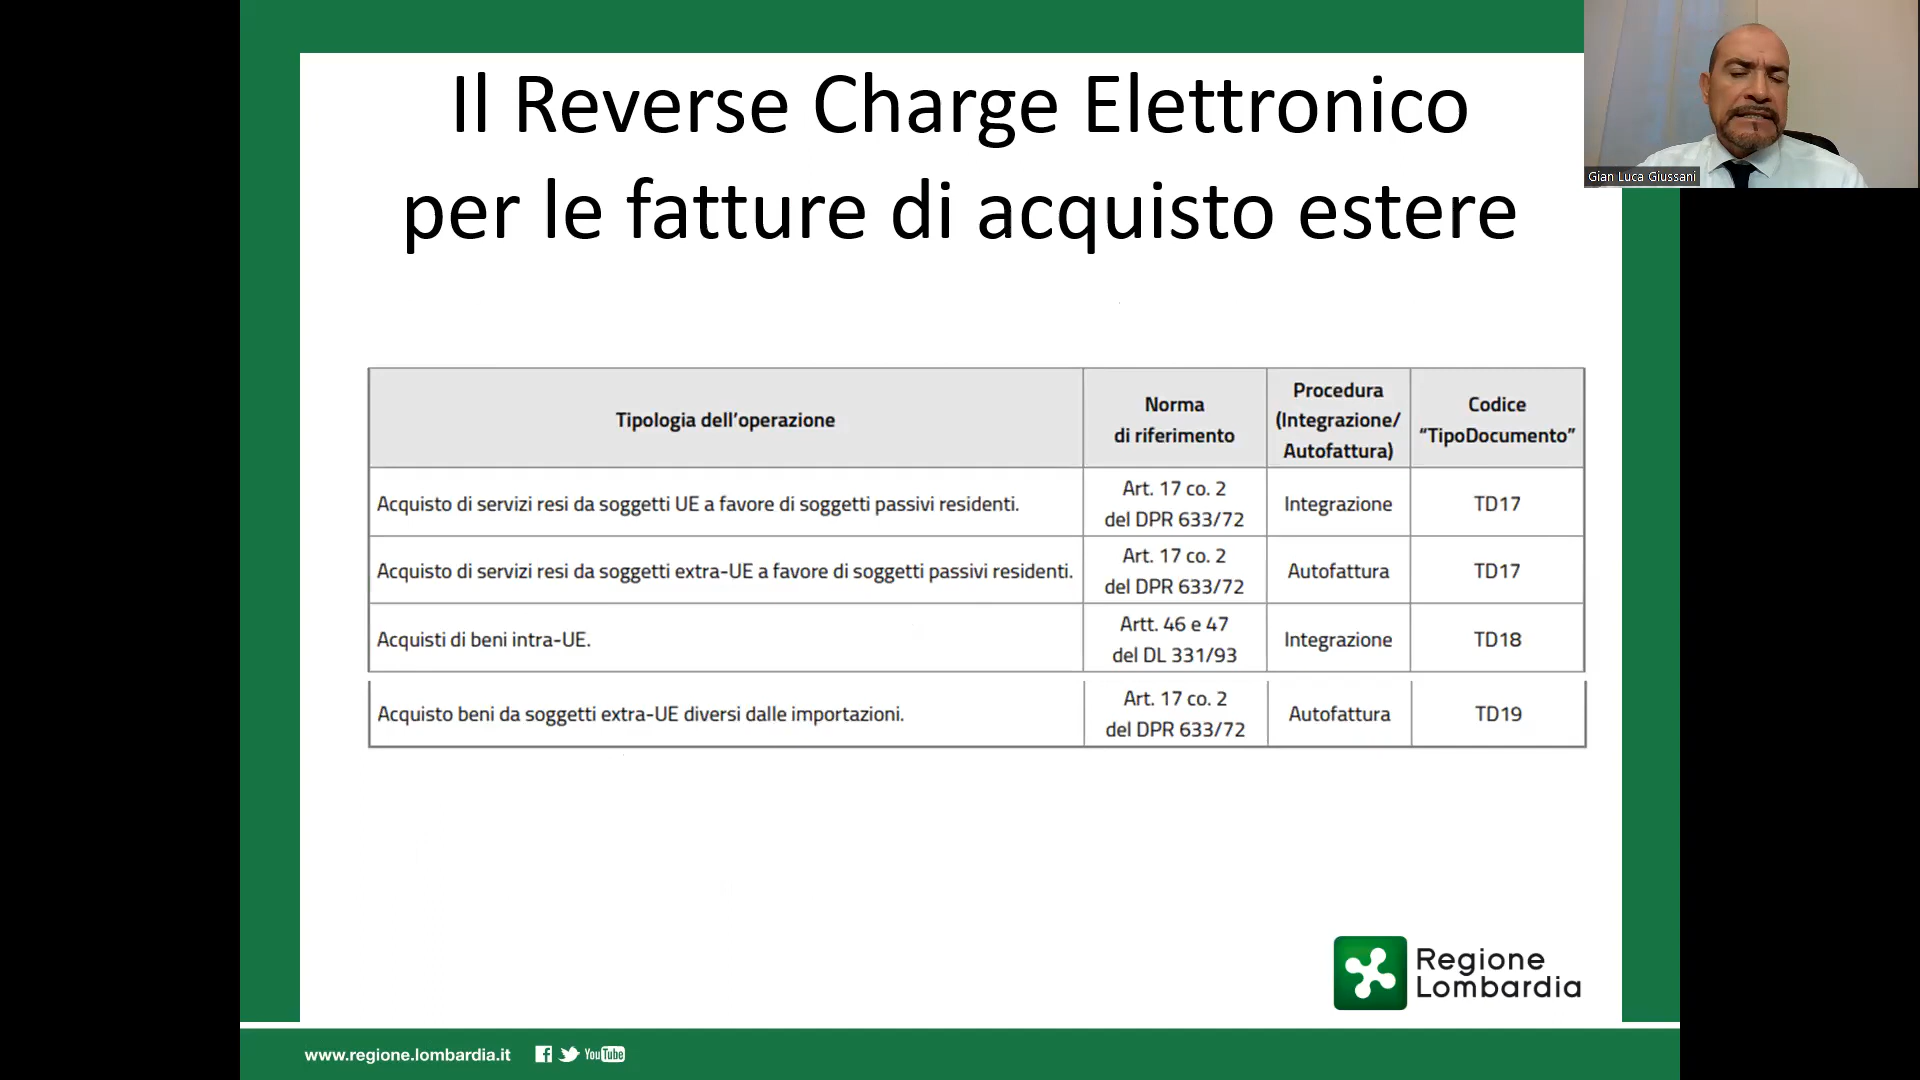 Il Reverse Charge Elettronico
per le fatture di acquisto estere
Gian Luca Giussani
Tipologia dell’operazione
Norma
di riferimento
Procedura
(Integrazione/
Autofattura)
Codice
“TipoDocumento”
Acquisto di servizi resi da soggetti UE a favore di soggetti passivi residenti.
Art. 17 co. 2
del DPR 633/72
Integrazione
TD17
Acquisto di servizi resi da soggetti extra-UE a favore di soggetti passivi residenti.
Art. 17 co. 2
del DPR 633/72
Autofattura
TD17
Acquisti di beni intra-UE.
Artt. 46 e 47
del DL 331/93
Integrazione
TD18
Acquisto beni da soggetti extra-UE diversi dalle importazioni.
Art. 17 co. 2
del DPR 633/72
Autofattura
TD19
Regione
Lombardia
www.regione.lombardia.it
YouTube